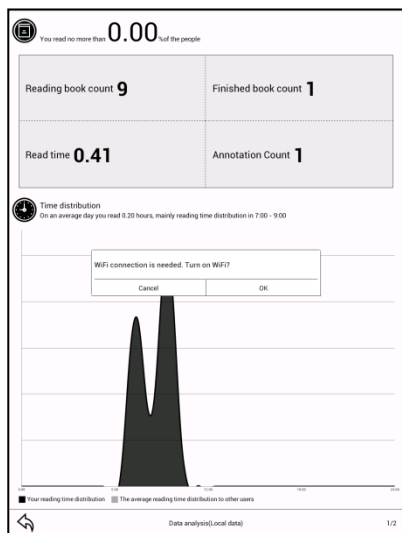 You read no more than 0.00 %of the people
Reading book count 9
Finished book count 1
Read time 0.41
Annotation Count 1
Time distribution
On an average day you read 0.20 hours, mainly reading time distribution in 7:00 - 9:00
WiFi connection is needed. Turn on WiFi?
Cancel
OK
Your reading time distribution
The average reading time distribution to other users
Data analysis(Local data)
1/2